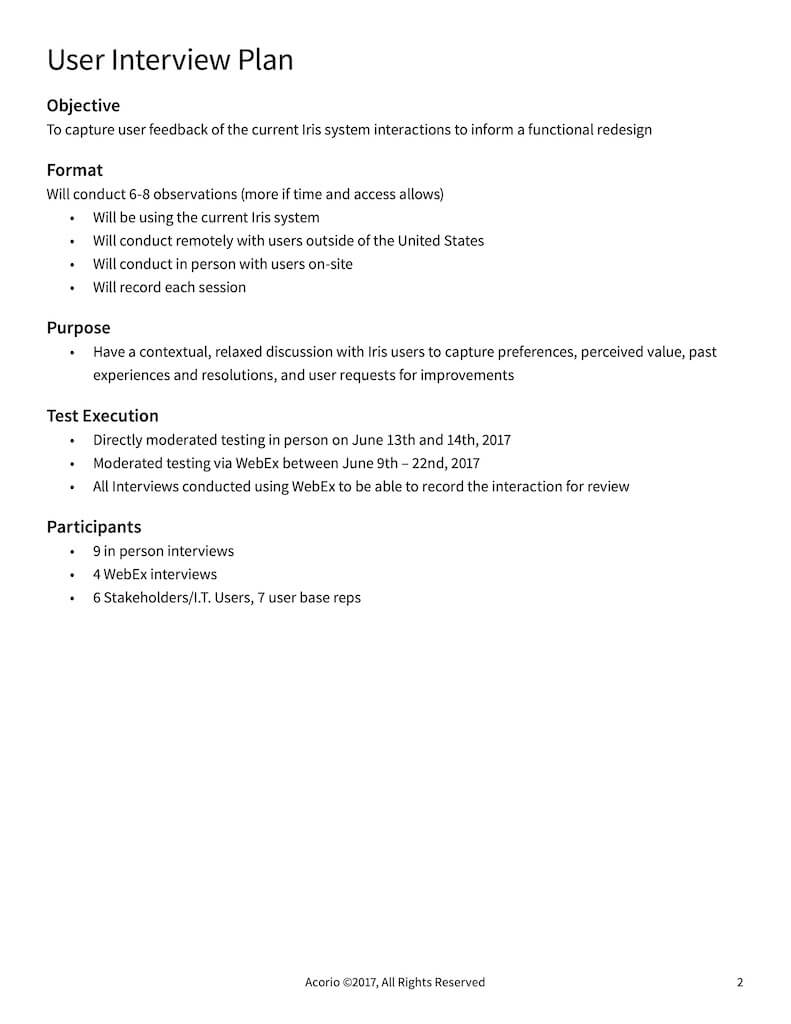 User Interview Plan
Objective
To capture user feedback of the current Iris system interactions to inform a functional redesign
Format
Will conduct 6-8 observations (more if time and access allows)
• Will be using the current Iris system
• Will conduct remotely with users outside of the United States
• Will conduct in person with users on-site
• Will record each session
Purpose
• Have a contextual, relaxed discussion with Iris users to capture preferences, perceived value, past
experiences and resolutions, and user requests for improvements
Test Execution
• Directly moderated testing in person on June 13th and 14th, 2017
• Moderated testing via WebEx between June 9th – 22nd, 2017
• All Interviews conducted using WebEx to be able to record the interaction for review
Participants
• 9 in person interviews
• 4 WebEx interviews
• 6 Stakeholders/I.T. Users, 7 user base reps
Acorio ©2017, All Rights Reserved 2